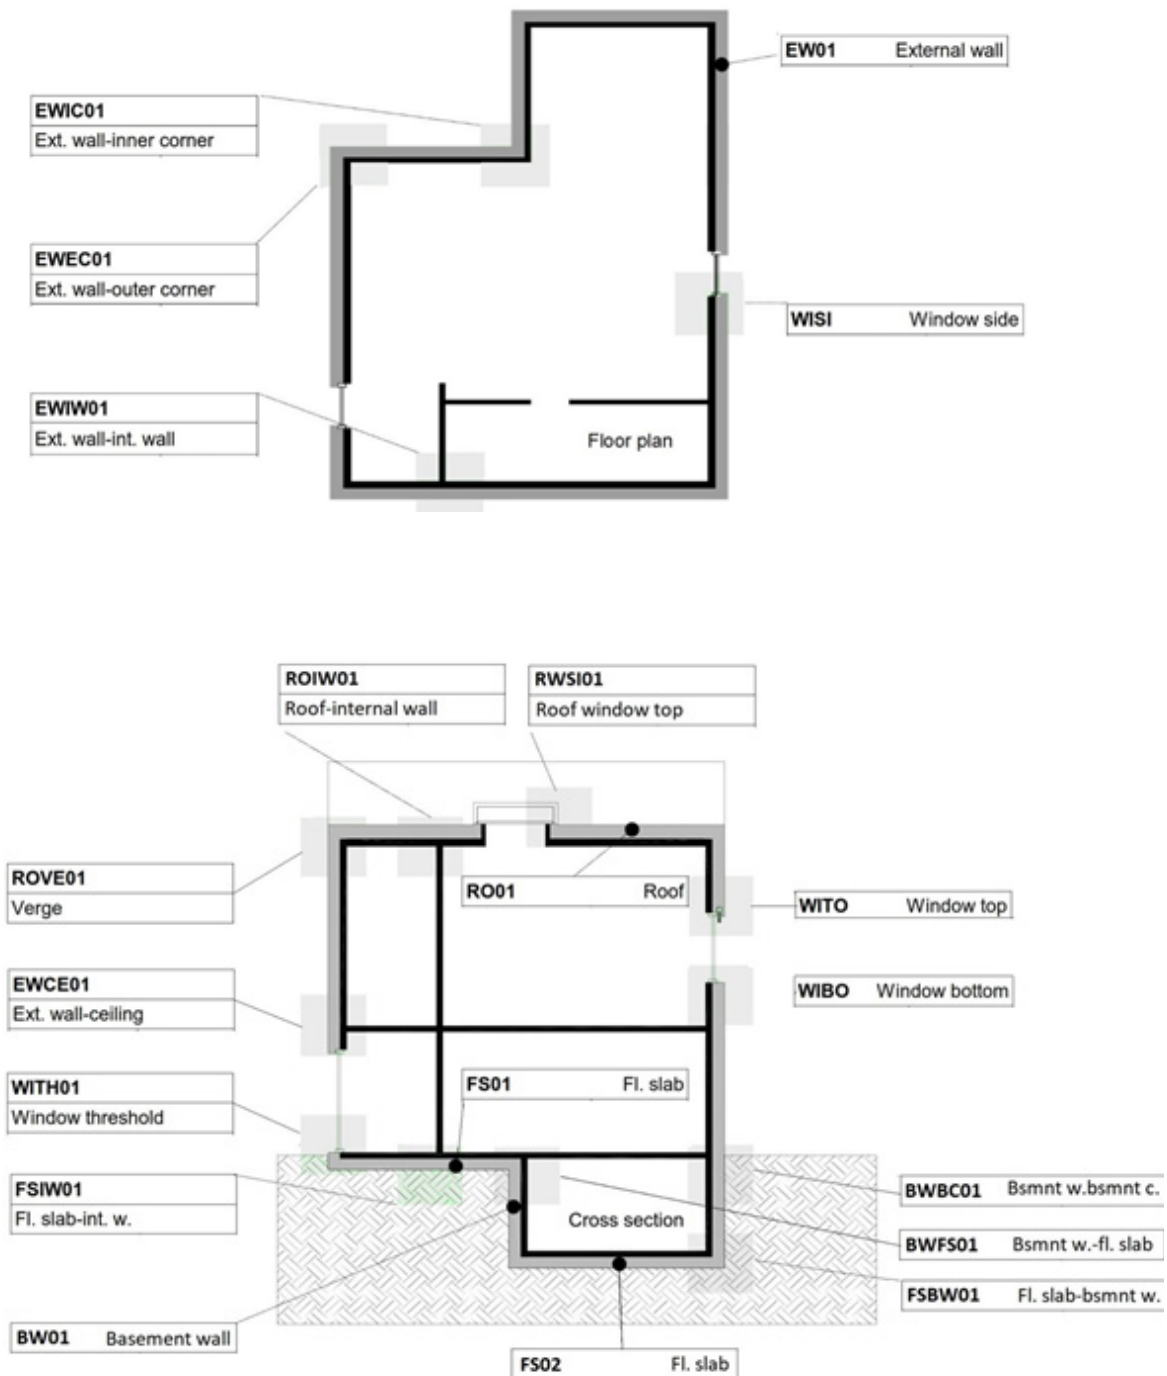 EW01 External wall
EWIC01
Ext. wall-inner corner
EWEC01
Ext. wall-outer corner
WISI Window side
EWIW01
Ext. wall-int. wall
Floor plan
ROIW01
Roof-internal wall
RWSI01
Roof window top
ROVE01
Verge
RO01 Roof
WITO Window top
EWCE01
Ext. wall-ceiling
WIBO Window bottom
WITH01
Window threshold
FS01 Fl. slab
FSIW01
Fl. slab-int. w.
Cross section
BWBC01 Bsmnt w.bsmnt c.
BWFS01 Bsmnt w.-fl. slab
FSBW01 Fl. slab-bsmnt w.
BW01 Basement wall
FS02 Fl. slab